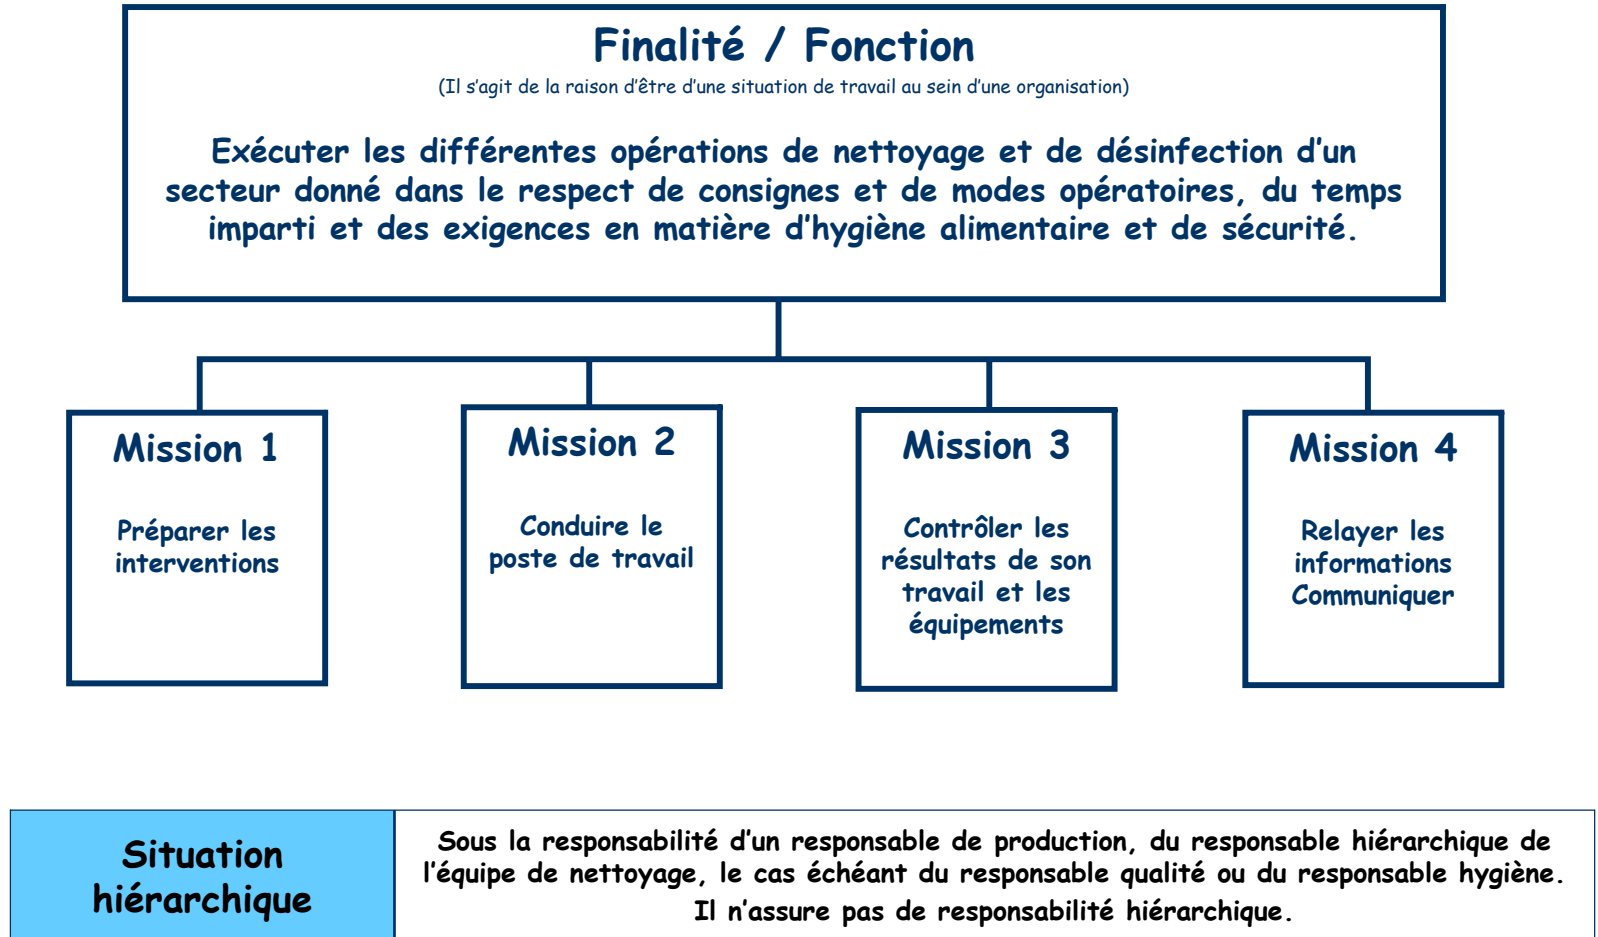 Finalité / Fonction
(Il s’agit de la raison d’être d’une situation de travail au sein d’une organisation)
Exécuter les différentes opérations de nettoyage et de désinfection d’un
secteur donné dans le respect de consignes et de modes opératoires, du temps
imparti et des exigences en matière d’hygiène alimentaire et de sécurité.
Mission 1
Préparer les
interventions
Mission 2
Conduire le
poste de travail
Mission 3
Contrôler les
résultats de son
travail et les
équipements
Mission 4
Relayer les
informations
Communiquer
Situation
hiérarchique
Sous la responsabilité d’un responsable de production, du responsable hiérarchique de
l’équipe de nettoyage, le cas échéant du responsable qualité ou du responsable hygiène.
Il n’assure pas de responsabilité hiérarchique.